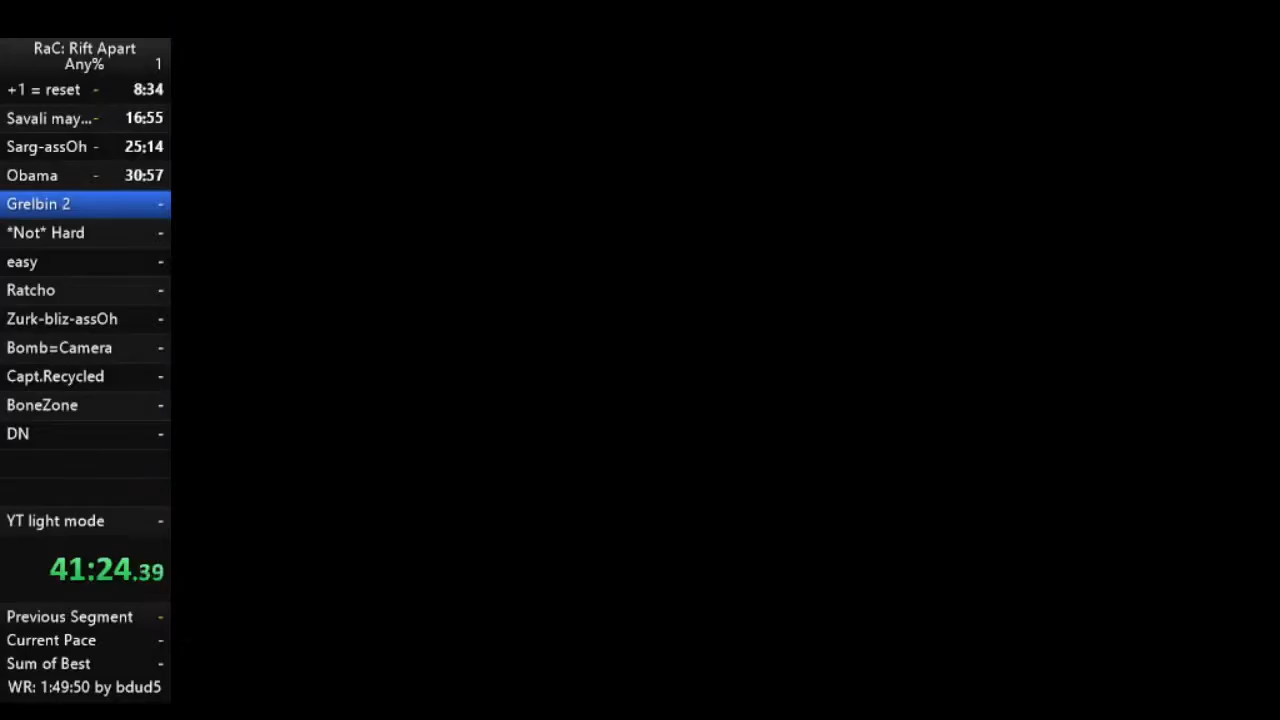 RaC: Rift Apart
Any% 1
+1 = reset - 8:34
Savali may...- 16:55
Sarg-assOh - 25:14
Obama - 30:57
Grelbin 2 -
*Not* Hard -
easy -
Ratcho -
Zurk-bliz-assOh -
Bomb=Camera -
Capt.Recycled -
BoneZone -
DN -
YT light mode -
41:24.39
Previous Segment -
Current Pace -
Sum of Best -
WR: 1:49:50 by bdud5